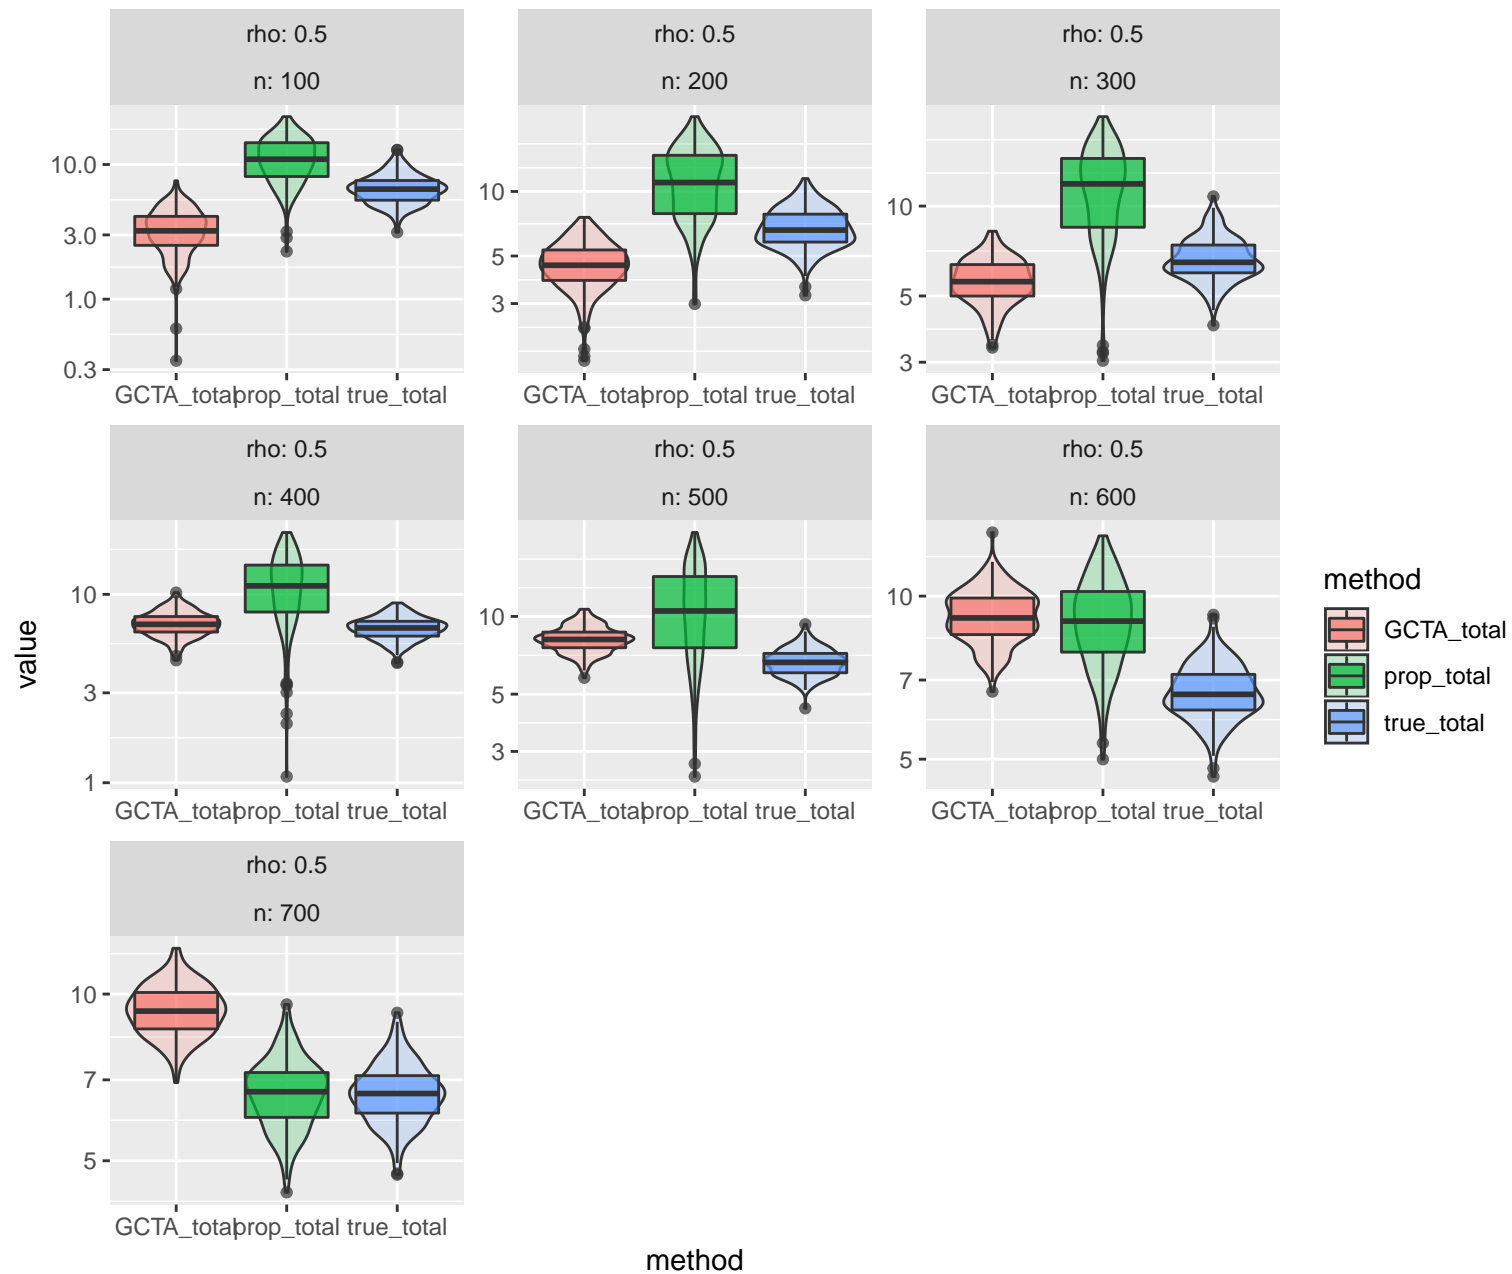 rho: 0.5
rho: 0.5
rho: 0.5
n: 100
n: 200
n: 300
10.0
3.0
1.0
0.3
10
5
3
10
5
3
GCTA_total prop_total true_total
GCTA_total prop_total true_total
GCTA_total prop_total true_total
rho: 0.5
rho: 0.5
rho: 0.5
n: 400
n: 500
n: 600
10
3
1
10
5
3
10
7
5
GCTA_total prop_total true_total
GCTA_total prop_total true_total
GCTA_total prop_total true_total
rho: 0.5
n: 700
10
7
5
GCTA_total prop_total true_total
value
method
method
GCTA_total
prop_total
true_total